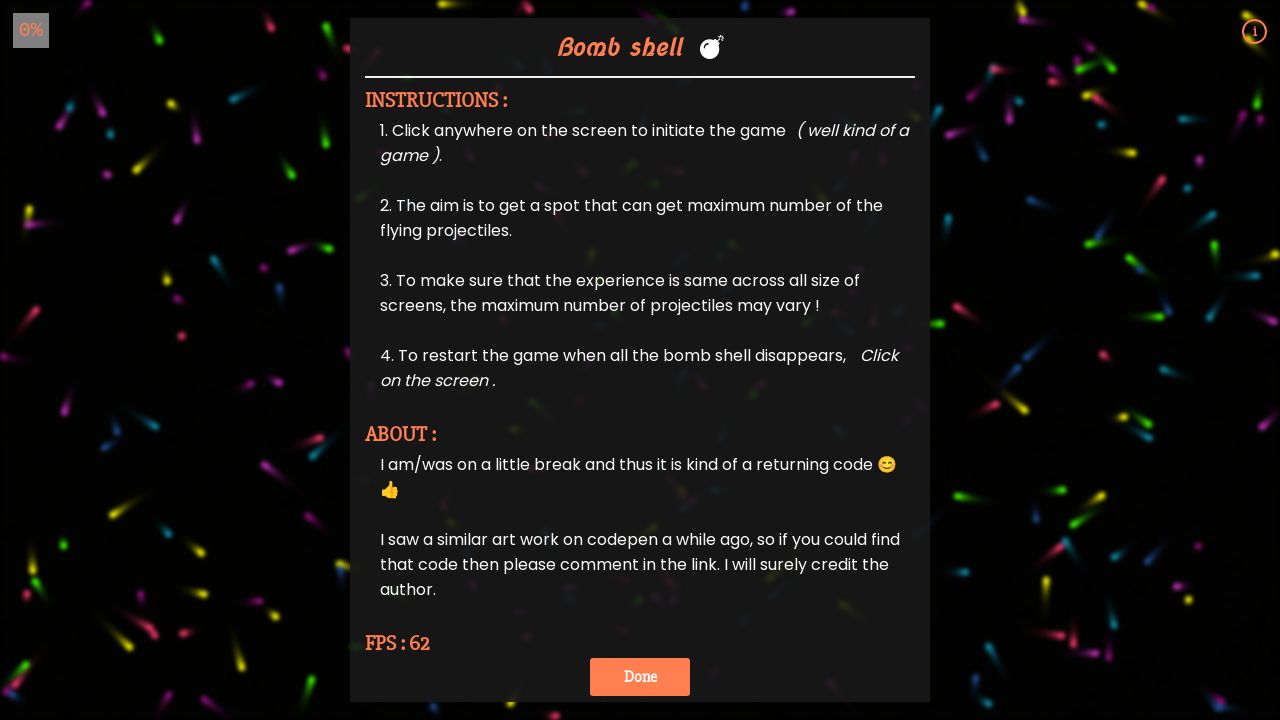 0%
i
Bomb shell 💣
INSTRUCTIONS :
1. Click anywhere on the screen to initiate the game ( well kind of a
game ).
2. The aim is to get a spot that can get maximum number of the
flying projectiles.
3. To make sure that the experience is same across all size of
screens, the maximum number of projectiles may vary !
4. To restart the game when all the bomb shell disappears, Click
on the screen .
ABOUT :
I am/was on a little break and thus it is kind of a returning code 😊
👍
I saw a similar art work on codepen a while ago, so if you could find
that code then please comment in the link. I will surely credit the
author.
FPS : 62
Done